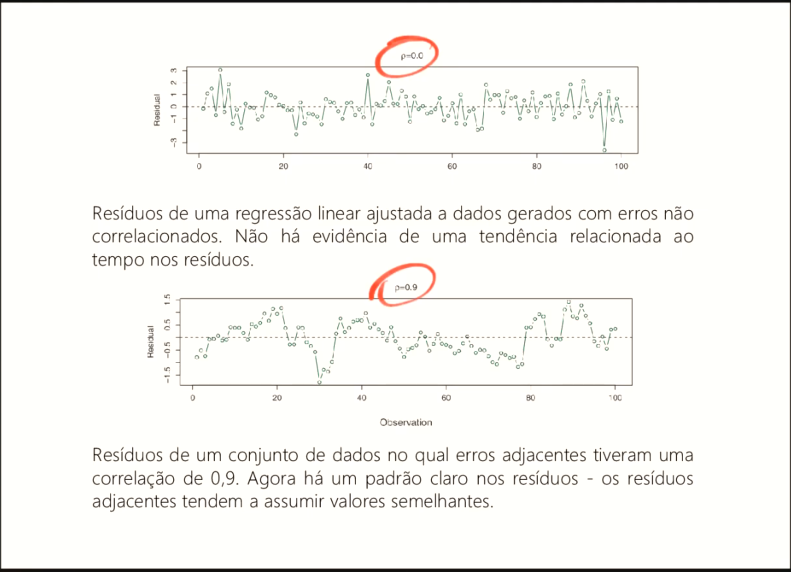 ρ=0.0
Residual
-3 -1 0 1 2 3
0 20 40 60 80 100
Resíduos de uma regressão linear ajustada a dados gerados com erros não
correlacionados. Não há evidência de uma tendência relacionada ao
tempo nos resíduos.
ρ=0.9
Residual
-1.5 -0.5 0.5 1.5
0 20 40 60 80 100
Observation
Resíduos de um conjunto de dados no qual erros adjacentes tiveram uma
correlação de 0,9. Agora há um padrão claro nos resíduos - os resíduos
adjacentes tendem a assumir valores semelhantes.